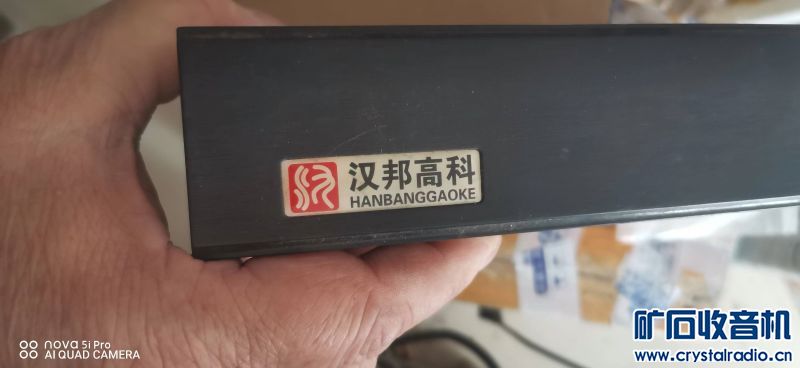 汉邦高科
HANBANGGAOKE
nova 5i Pro
AI QUAD CAMERA
矿石收音机
www.crystalradio.cn